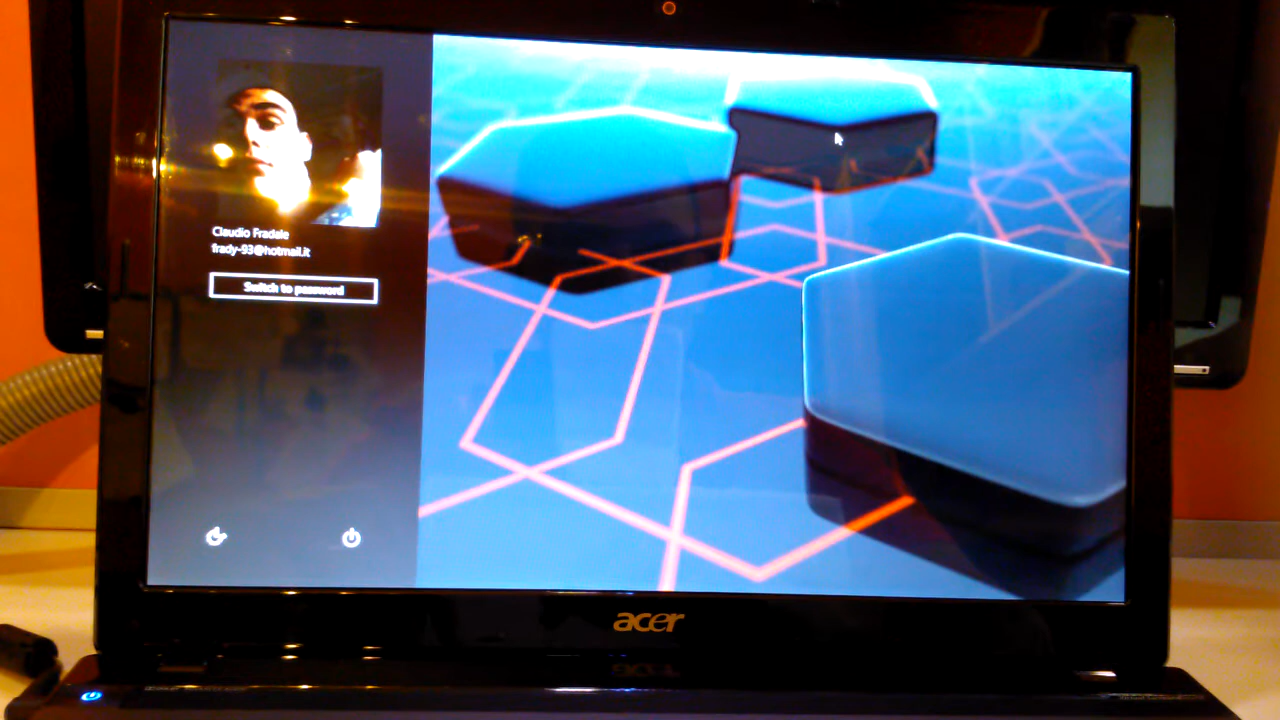 Claudio Fradale
frady-93@hotmail.it
Switch to password
acer